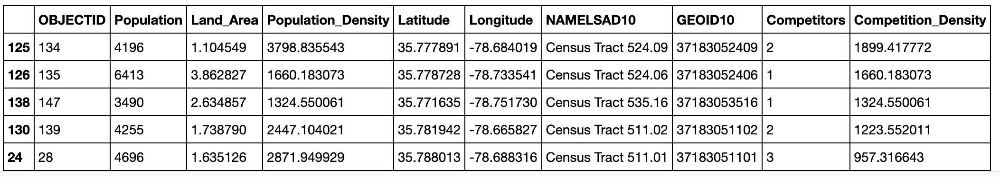 OBJECTID Population Land_Area Population_Density Latitude Longitude NAMELSAD10 GEOID10 Competitors Competition_Density
125 134 4196 1.104549 3798.835543 35.777891 -78.684019 Census Tract 524.09 37183052409 2 1899.417772
126 135 6413 3.862827 1660.183073 35.778728 -78.733541 Census Tract 524.06 37183052406 1 1660.183073
138 147 3490 2.634857 1324.550061 35.771635 -78.751730 Census Tract 535.16 37183053516 1 1324.550061
130 139 4255 1.738790 2447.104021 35.781942 -78.665827 Census Tract 511.02 37183051102 2 1223.552011
24 28 4696 1.635126 2871.949929 35.788013 -78.688316 Census Tract 511.01 37183051101 3 957.316643